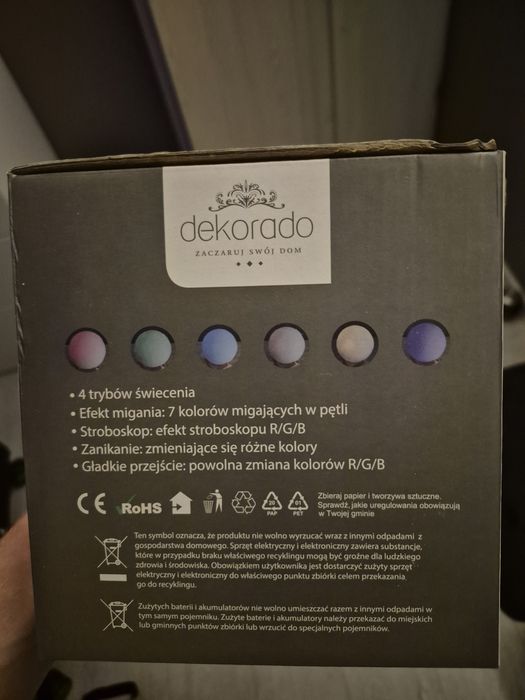 dekorado
ZACZARUJ SWÓJ DOM
• 4 trybów świecenia
• Efekt migania: 7 kolorów migających w pętli
• Stroboskop: efekt stroboskopu R/G/B
• Zanikanie: zmieniające się różne kolory
• Gładkie przejście: powolna zmiana kolorów R/G/B
CE RoHS 20 PAP 01 PET
Zbieraj papier i tworzywa sztuczne.
Sprawdź, jakie uregulowania obowiązują
w Twojej gminie
Ten symbol oznacza, że produktu nie wolno wyrzucać wraz z innymi odpadami z
gospodarstwa domowego. Sprzęt elektryczny i elektroniczny zawiera substancje,
które w przypadku braku właściwego recyklingu mogą być groźne dla ludzkiego
zdrowia i środowiska. Obowiązkiem użytkownika jest dostarczyć zużyty sprzęt
elektryczny i elektroniczny do właściwego punktu zbiórki celem przekazania
go do recyklingu.
Zużytych baterii i akumulatorów nie wolno umieszczać razem z innymi odpadami w
tym samym pojemniku. Zużyte baterie i akumulatory należy przekazać do miejskich
lub gminnych punktów zbiórki lub wrzucić do specjalnych pojemników.